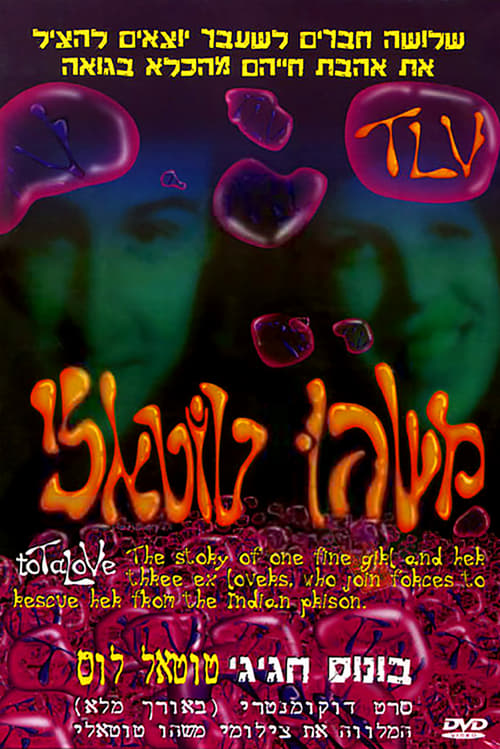 שלושה חברים לשעבר יוצאים להציל
את אהבת חייהם מהכלא בגואה
TLV
משהו טוטאלי
toTaLoVe The story of one fine girl and her
three ex lovers, who join forces to
rescue her from the Indian prison.
בונוס חגיגי טוטאל לוס
סרט דוקומנטרי (באורך מלא)
המלווה את צילומי משהו טוטאלי
DVD
VIDEO